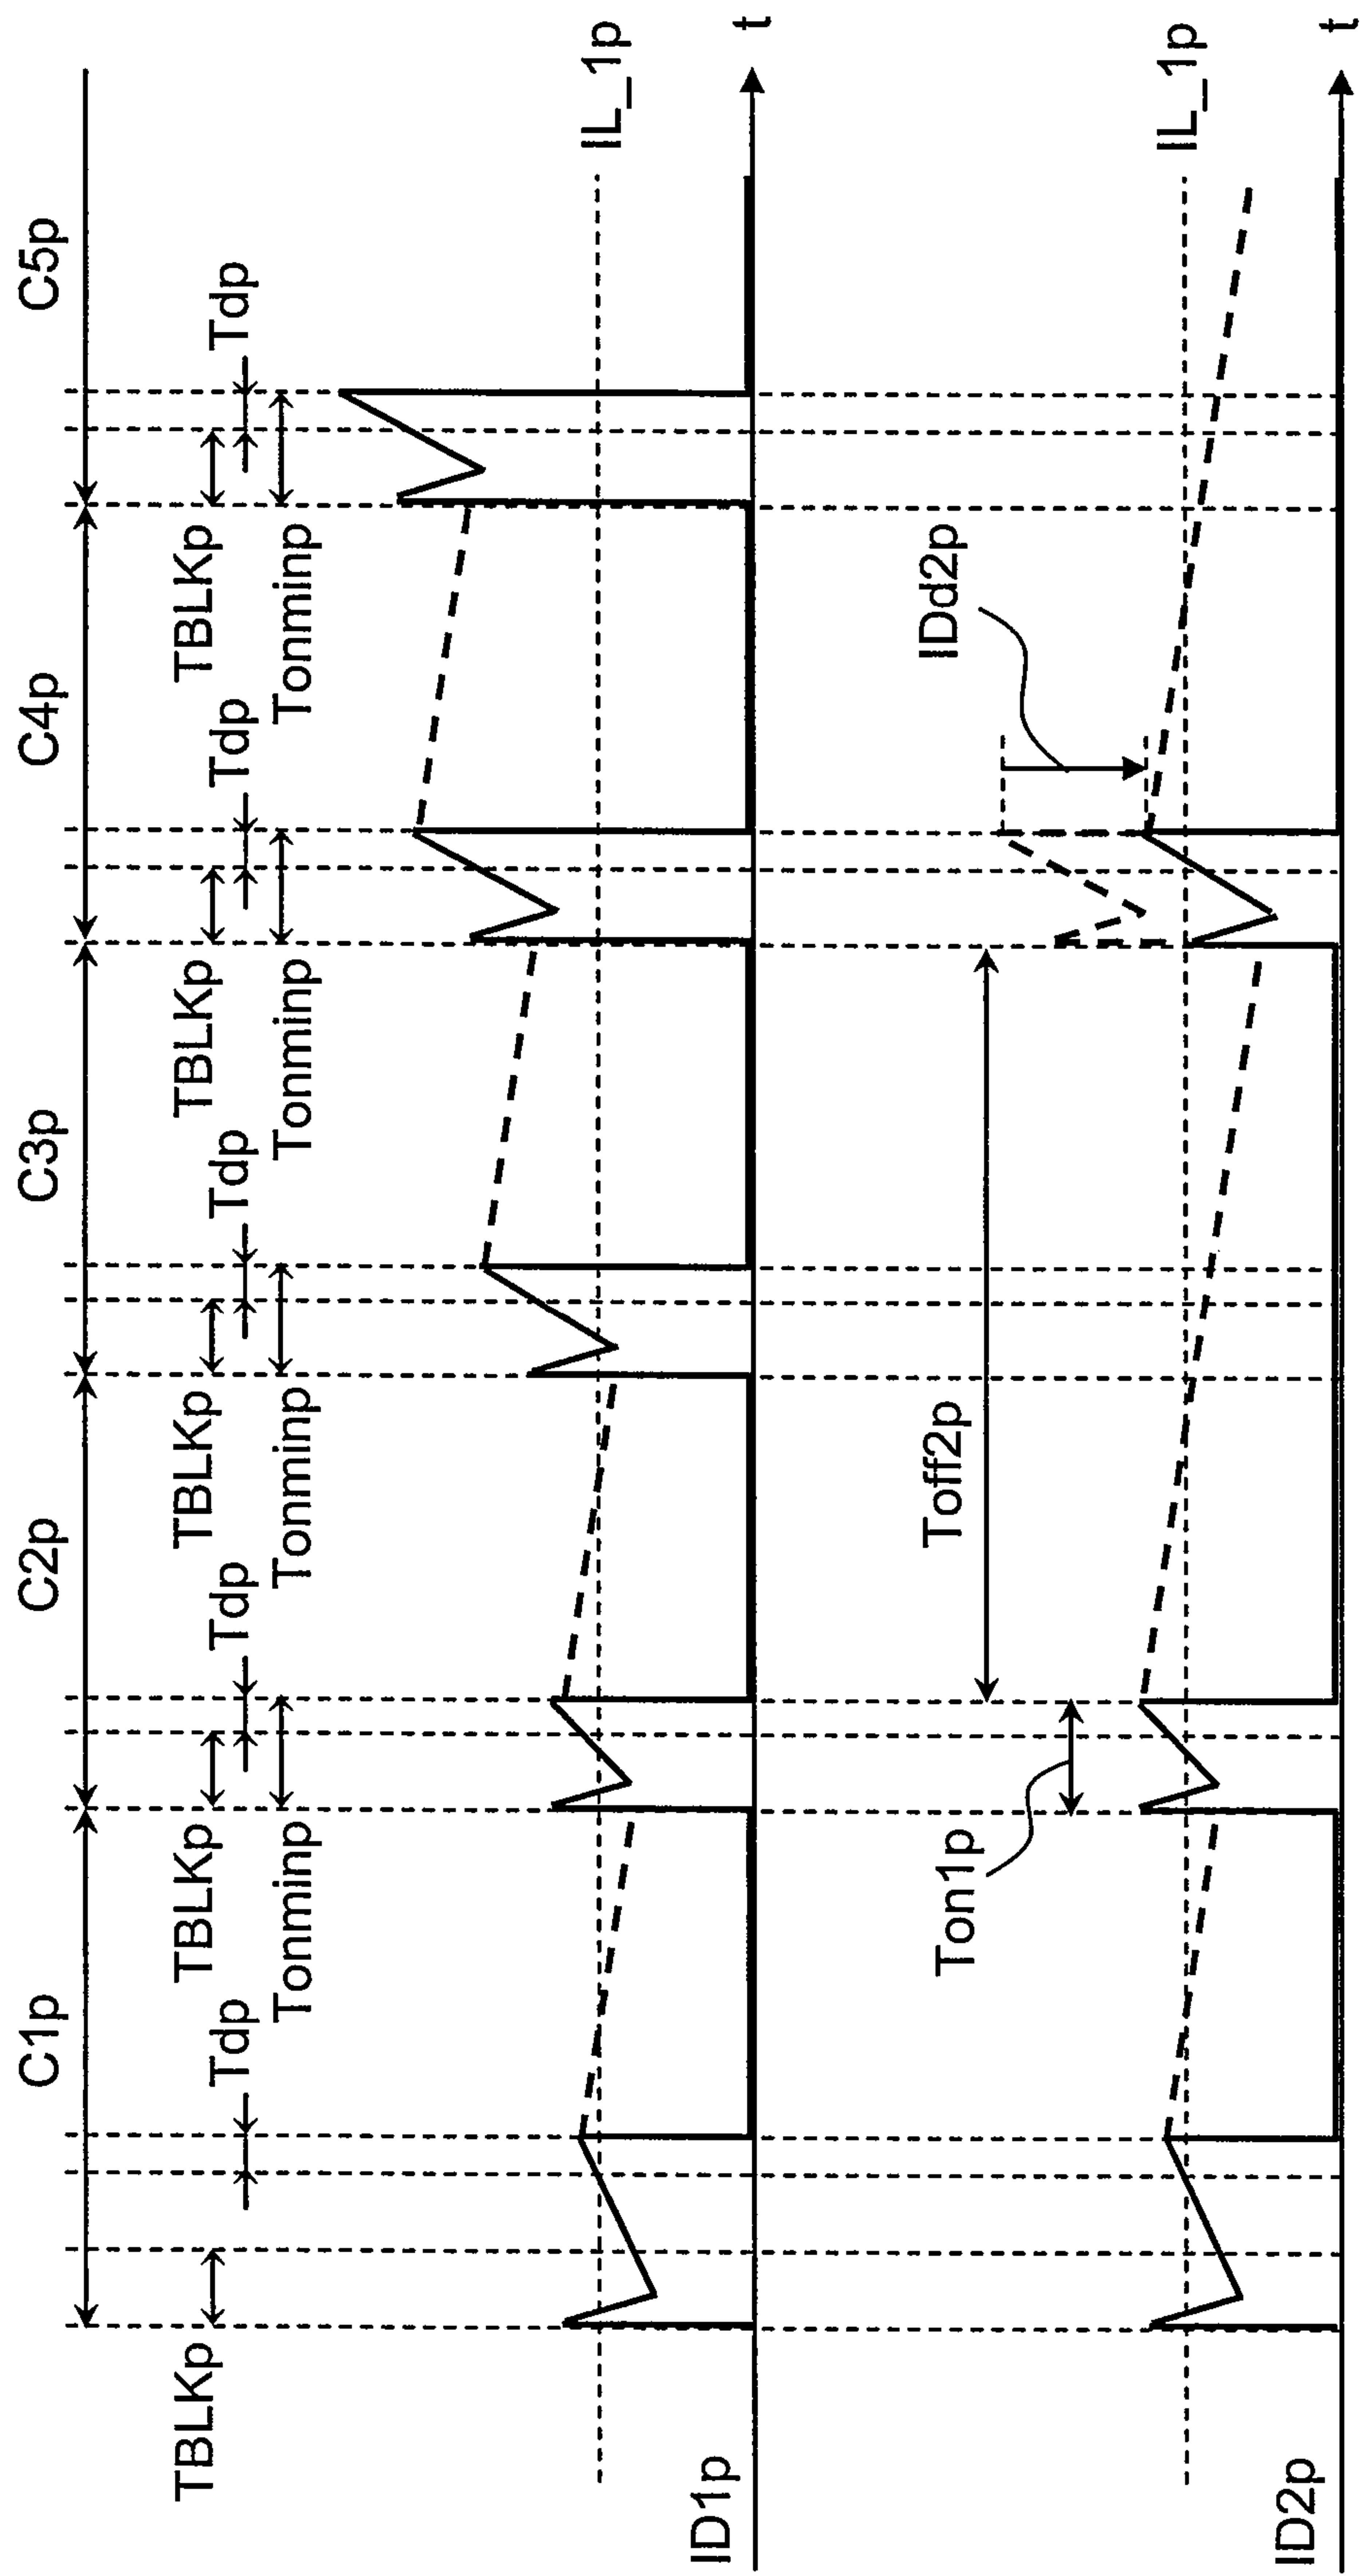 C1p
C2p
C3p
C4p
C5p
TBLKp
Tdp
TBLKp
Tdp
TBLKp
Tdp
TBLKp
Tdp
TBLKp
Tdp
Tonminp
Tonminp
Tonminp
Tonminp
IL_1p
ID1p
t
Ton1p
Toff2p
IDd2p
IL_1p
ID2p
t